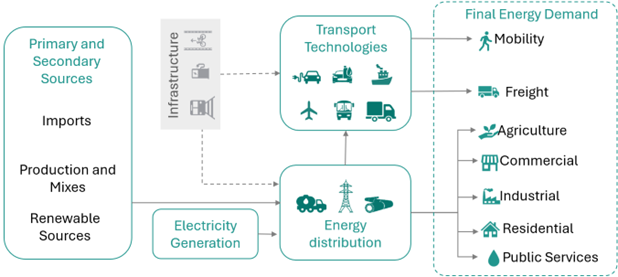 Primary and
Secondary
Sources
Imports
Production and
Mixes
Renewable
Sources
Infrastructure
Electricity
Generation
Transport
Technologies
Energy
distribution
Final Energy Demand
Mobility
Freight
Agriculture
Commercial
Industrial
Residential
Public Services